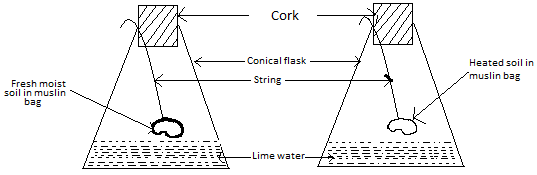 Cork
Conical flask
String
Fresh moist
soil in muslin
bag
Heated soil in
muslin bag
Lime water